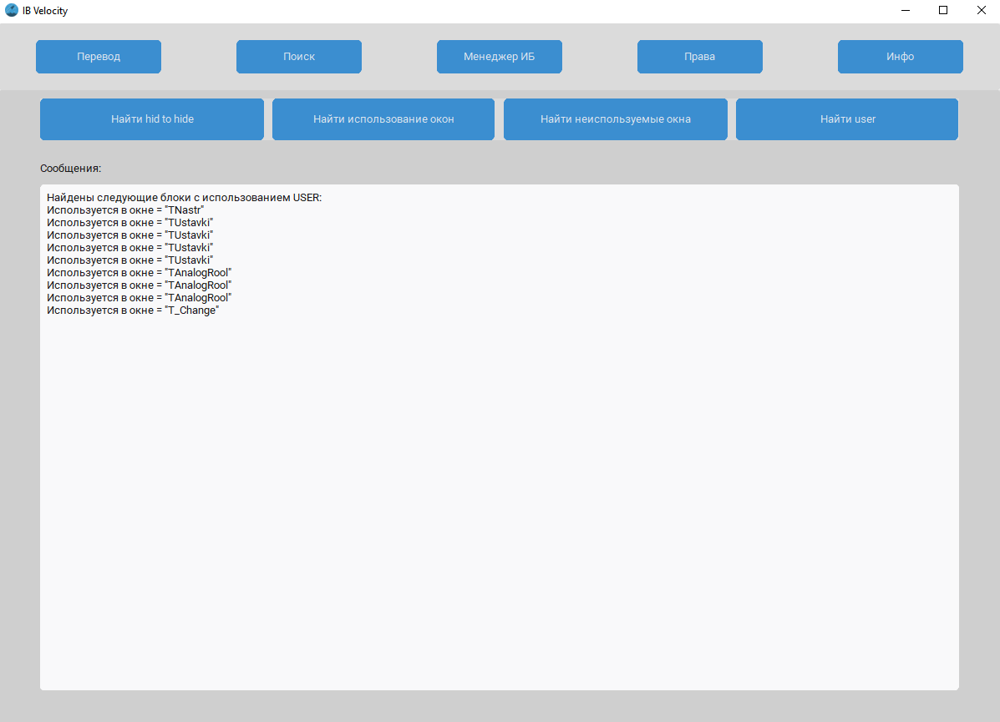 IB Velocity
Перевод
Поиск
Менеджер ИБ
Права
Инфо
Найти hid to hide
Найти использование окон
Найти неиспользуемые окна
Найти user
Сообщения:
Найдены следующие блоки с использованием USER:
Используется в окне = "TNastr"
Используется в окне = "TUstavki"
Используется в окне = "TUstavki"
Используется в окне = "TUstavki"
Используется в окне = "TUstavki"
Используется в окне = "TAnalogRool"
Используется в окне = "TAnalogRool"
Используется в окне = "TAnalogRool"
Используется в окне = "T_Change"